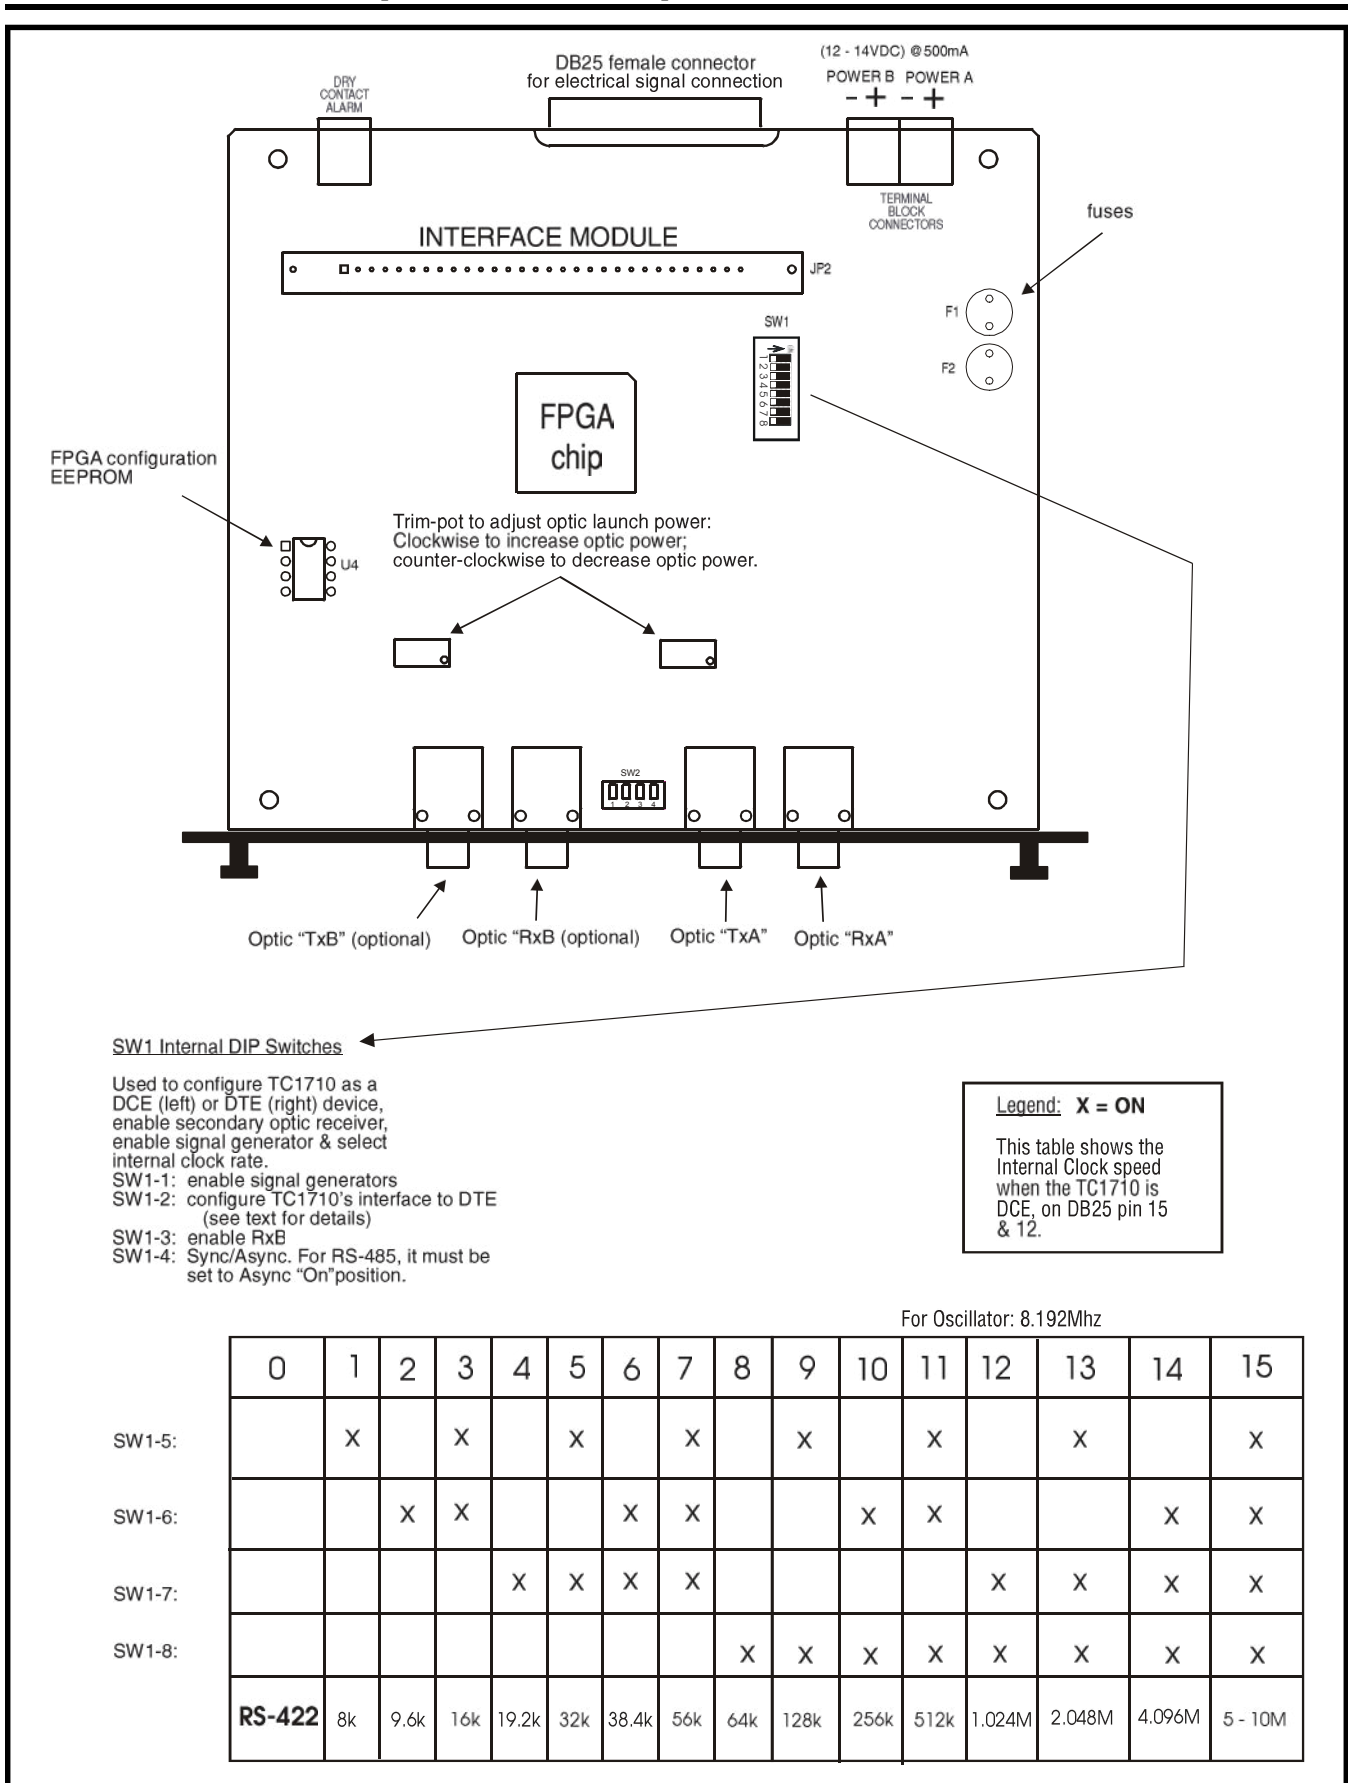 (12 - 14VDC) @ 500mA
DB25 female connector
for electrical signal connection
POWER B POWER A
- + - +
DRY
CONTACT
ALARM
TERMINAL
BLOCK
CONNECTORS
fuses
INTERFACE MODULE
JP2
F1
F2
SW1
1 2 3 4 5 6 7 8
FPGA
chip
FPGA configuration
EEPROM
U4
Trim-pot to adjust optic launch power:
Clockwise to increase optic power;
counter-clockwise to decrease optic power.
SW2
1 2 3 4
Optic “TxB” (optional)
Optic “RxB (optional)
Optic “TxA”
Optic “RxA”
SW1 Internal DIP Switches
Used to configure TC1710 as a
DCE (left) or DTE (right) device,
enable secondary optic receiver,
enable signal generator & select
internal clock rate.
SW1-1: enable signal generators
SW1-2: configure TC1710's interface to DTE
(see text for details)
SW1-3: enable RxB
SW1-4: Sync/Async. For RS-485, it must be
set to Async “On”position.
Legend: X = ON
This table shows the
Internal Clock speed
when the TC1710 is
DCE, on DB25 pin 15
& 12.
For Oscillator: 8.192Mhz
0 1 2 3 4 5 6 7 8 9 10 11 12 13 14 15
SW1-5: X X X X X X X X
SW1-6: X X X X X X X X
SW1-7: X X X X X X X X
SW1-8: X X X X X X X X
RS-422 8k 9.6k 16k 19.2k 32k 38.4k 56k 64k 128k 256k 512k 1.024M 2.048M 4.096M 5 - 10M